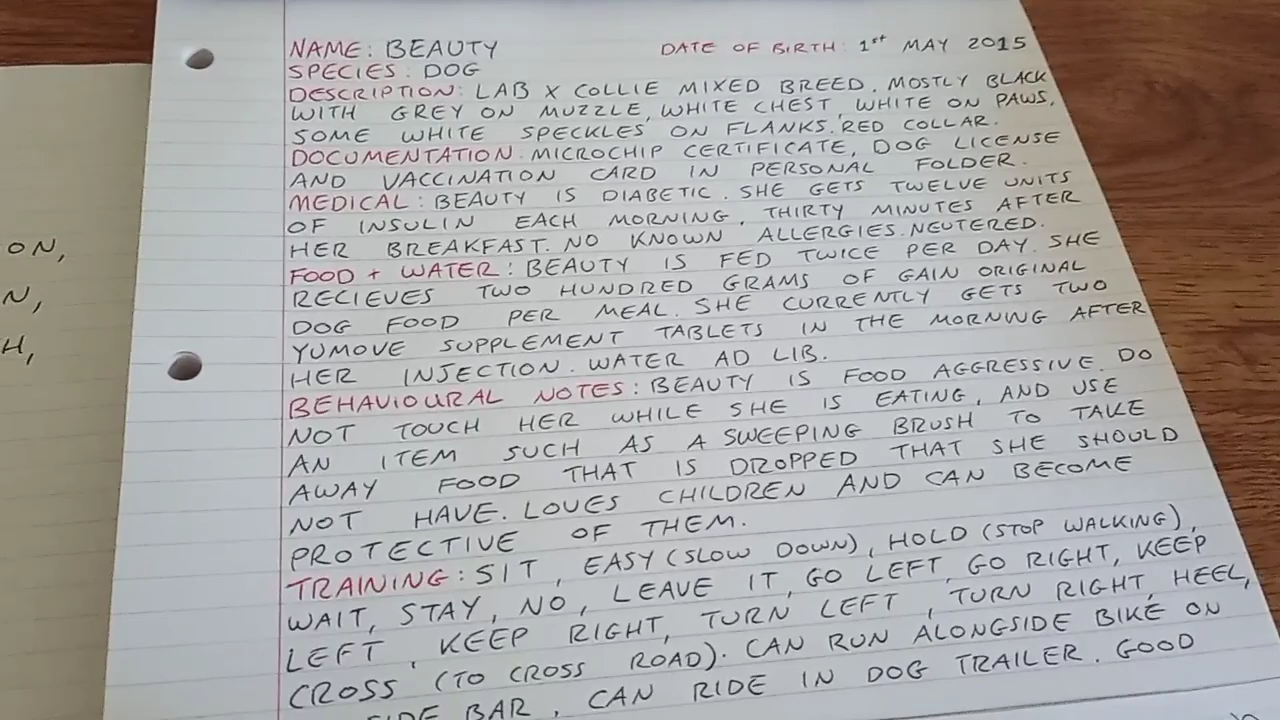 NAME: BEAUTY DATE OF BIRTH: 1st MAY 2015
SPECIES: DOG
DESCRIPTION: LAB X COLLIE MIXED BREED. MOSTLY BLACK
WITH GREY ON MUZZLE, WHITE CHEST, WHITE ON PAWS,
SOME WHITE SPECKLES ON FLANKS. RED COLLAR.
DOCUMENTATION. MICROCHIP CERTIFICATE, DOG LICENSE
AND VACCINATION CARD IN PERSONAL FOLDER.
MEDICAL: BEAUTY IS DIABETIC. SHE GETS TWELVE UNITS
OF INSULIN EACH MORNING, THIRTY MINUTES AFTER
HER BREAKFAST. NO KNOWN ALLERGIES. NEUTERED.
FOOD + WATER: BEAUTY IS FED TWICE PER DAY. SHE
RECIEVES TWO HUNDRED GRAMS OF GAIN ORIGINAL
DOG FOOD PER MEAL. SHE CURRENTLY GETS TWO
YUMOVE SUPPLEMENT TABLETS IN THE MORNING AFTER
HER INJECTION. WATER AD LIB.
BEHAVIOURAL NOTES: BEAUTY IS FOOD AGGRESSIVE. DO
NOT TOUCH HER WHILE SHE IS EATING, AND USE
AN ITEM SUCH AS A SWEEPING BRUSH TO TAKE
AWAY FOOD THAT IS DROPPED THAT SHE SHOULD
NOT HAVE. LOVES CHILDREN AND CAN BECOME
PROTECTIVE OF THEM.
TRAINING: SIT, EASY (SLOW DOWN), HOLD (STOP WALKING),
WAIT, STAY, NO, LEAVE IT, GO LEFT, GO RIGHT, KEEP
LEFT, KEEP RIGHT, TURN LEFT, TURN RIGHT, HEEL,
CROSS (TO CROSS ROAD). CAN RUN ALONGSIDE BIKE ON
SIDE BAR, CAN RIDE IN DOG TRAILER. GOOD
ON,
N,
H,